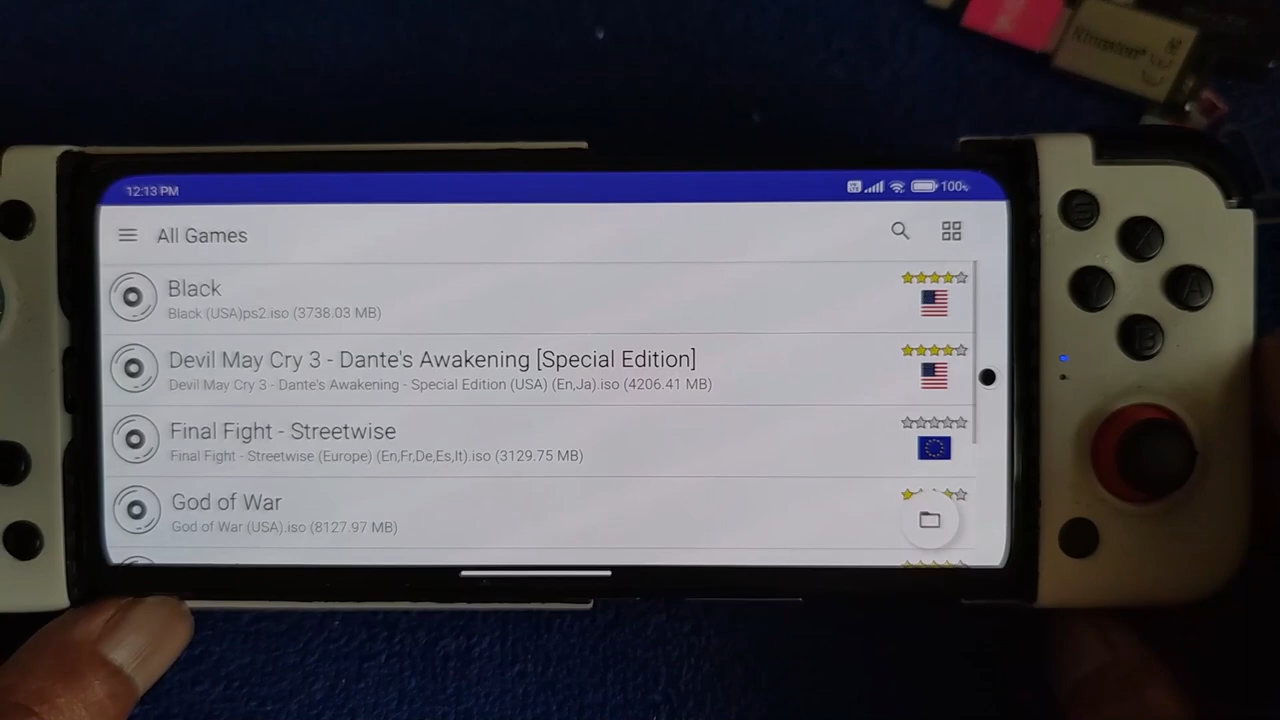 Kingston
12:13 PM
100%
All Games
Black
Black (USA)ps2.iso (3738.03 MB)
Devil May Cry 3 - Dante's Awakening [Special Edition]
Devil May Cry 3 - Dante's Awakening - Special Edition (USA) (En,Ja).iso (4206.41 MB)
Final Fight - Streetwise
Final Fight - Streetwise (Europe) (En,Fr,De,Es,It).iso (3129.75 MB)
God of War
God of War (USA).iso (8127.97 MB)
X
Y
A
B